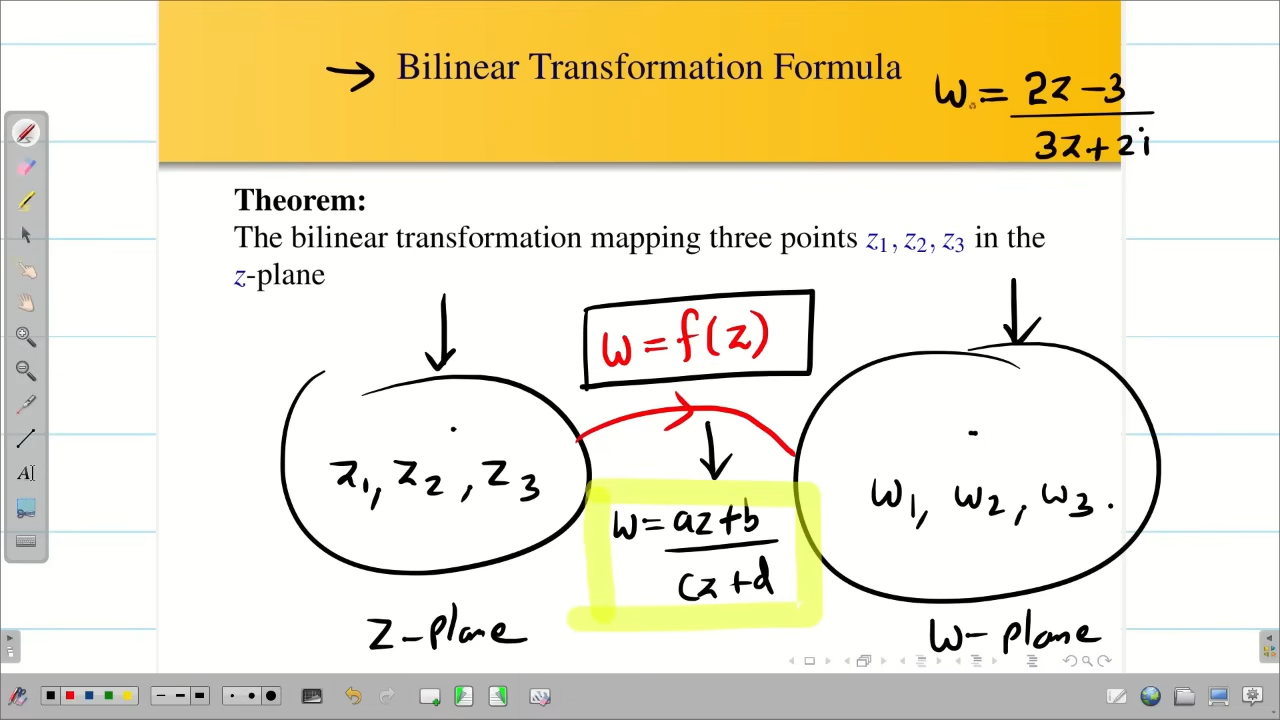 → Bilinear Transformation Formula
w = 2z-3
3z+2i
Theorem:
The bilinear transformation mapping three points z₁, z₂, z₃ in the
z-plane
w = f(z)
z₁, z₂, z₃
w₁, w₂, w₃.
w = az+b
cz+d
z-plane
w-plane
AI